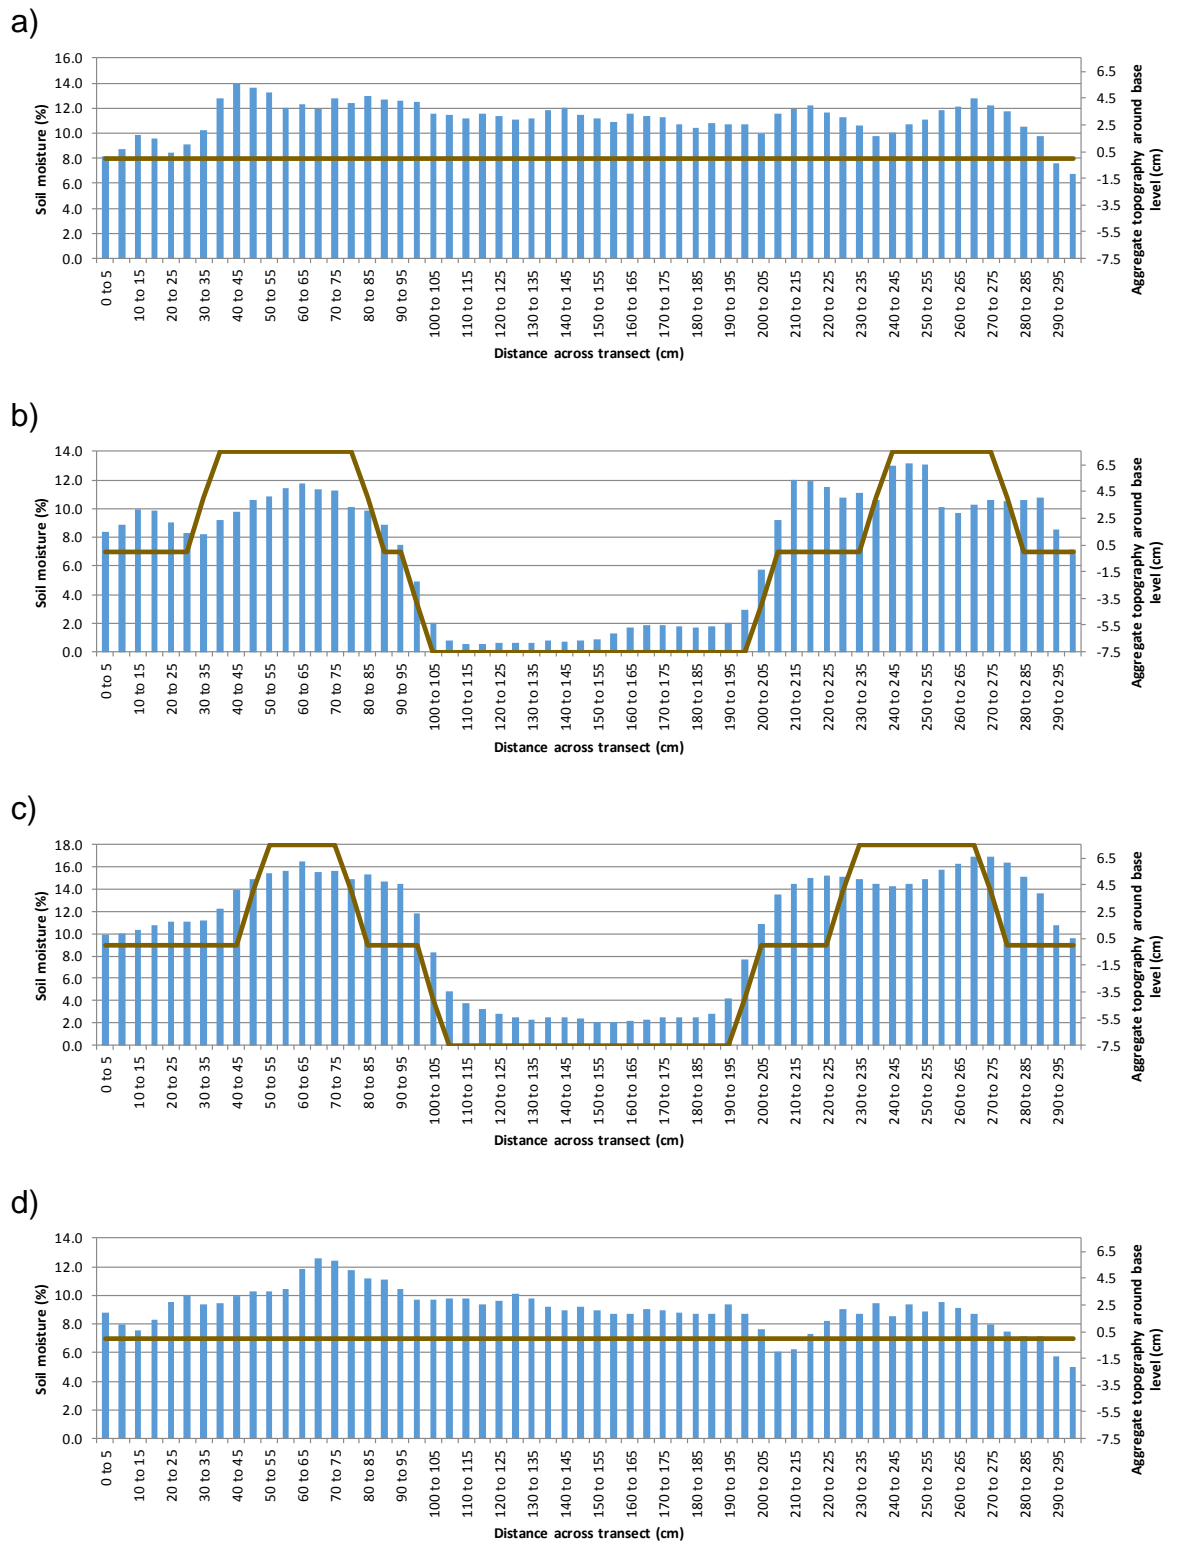 a)
16.0
14.0
12.0
10.0
8.0
6.0
4.0
2.0
0.0
Soil moisture (%)
6.5
4.5
2.5
0.5
-1.5
-3.5
-5.5
-7.5
Aggregate topography around base
level (cm)
0 to 5
10 to 15
20 to 25
30 to 35
40 to 45
50 to 55
60 to 65
70 to 75
80 to 85
90 to 95
100 to 105
110 to 115
120 to 125
130 to 135
140 to 145
150 to 155
160 to 165
170 to 175
180 to 185
190 to 195
200 to 205
210 to 215
220 to 225
230 to 235
240 to 245
250 to 255
260 to 265
270 to 275
280 to 285
290 to 295
Distance across transect (cm)
b)
14.0
12.0
10.0
8.0
6.0
4.0
2.0
0.0
Soil moisture (%)
6.5
4.5
2.5
0.5
-1.5
-3.5
-5.5
-7.5
Aggregate topography around base
level (cm)
0 to 5
10 to 15
20 to 25
30 to 35
40 to 45
50 to 55
60 to 65
70 to 75
80 to 85
90 to 95
100 to 105
110 to 115
120 to 125
130 to 135
140 to 145
150 to 155
160 to 165
170 to 175
180 to 185
190 to 195
200 to 205
210 to 215
220 to 225
230 to 235
240 to 245
250 to 255
260 to 265
270 to 275
280 to 285
290 to 295
Distance across transect (cm)
c)
18.0
16.0
14.0
12.0
10.0
8.0
6.0
4.0
2.0
0.0
Soil moisture (%)
6.5
4.5
2.5
0.5
-1.5
-3.5
-5.5
-7.5
Aggregate topography around base
level (cm)
0 to 5
10 to 15
20 to 25
30 to 35
40 to 45
50 to 55
60 to 65
70 to 75
80 to 85
90 to 95
100 to 105
110 to 115
120 to 125
130 to 135
140 to 145
150 to 155
160 to 165
170 to 175
180 to 185
190 to 195
200 to 205
210 to 215
220 to 225
230 to 235
240 to 245
250 to 255
260 to 265
270 to 275
280 to 285
290 to 295
Distance across transect (cm)
d)
14.0
12.0
10.0
8.0
6.0
4.0
2.0
0.0
Soil moisture (%)
6.5
4.5
2.5
0.5
-1.5
-3.5
-5.5
-7.5
Aggregate topography around base
level (cm)
0 to 5
10 to 15
20 to 25
30 to 35
40 to 45
50 to 55
60 to 65
70 to 75
80 to 85
90 to 95
100 to 105
110 to 115
120 to 125
130 to 135
140 to 145
150 to 155
160 to 165
170 to 175
180 to 185
190 to 195
200 to 205
210 to 215
220 to 225
230 to 235
240 to 245
250 to 255
260 to 265
270 to 275
280 to 285
290 to 295
Distance across transect (cm)